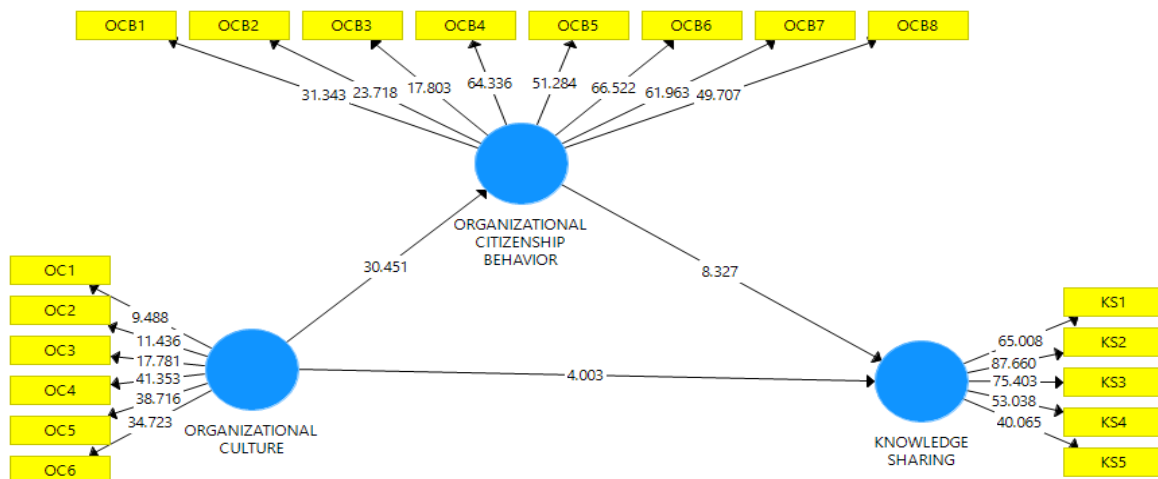 OCB1 OCB2 OCB3 OCB4 OCB5 OCB6 OCB7 OCB8
31.343 23.718 17.803 64.336 51.284 66.522 61.963 49.707
ORGANIZATIONAL
CITIZENSHIP
BEHAVIOR
30.451
8.327
4.003
OC1
OC2
OC3
OC4
OC5
OC6
9.488
11.436
17.781
41.353
38.716
34.723
ORGANIZATIONAL
CULTURE
65.008
87.660
75.403
53.038
40.065
KS1
KS2
KS3
KS4
KS5
KNOWLEDGE
SHARING